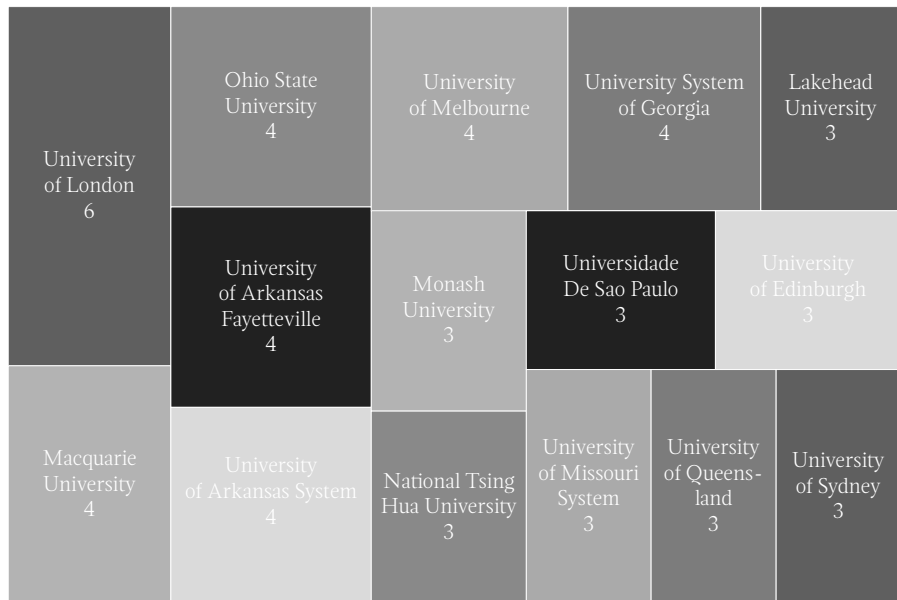 University
of London
6
Ohio State
University
4
University
of Melbourne
4
University System
of Georgia
4
Lakehead
University
3
University
of Arkansas
Fayetteville
4
Monash
University
3
Universidade
De Sao Paulo
3
University
of Edinburgh
3
Macquarie
University
4
University
of Arkansas System
4
National Tsing
Hua University
3
University
of Missouri
System
3
University
of Queens-
land
3
University
of Sydney
3